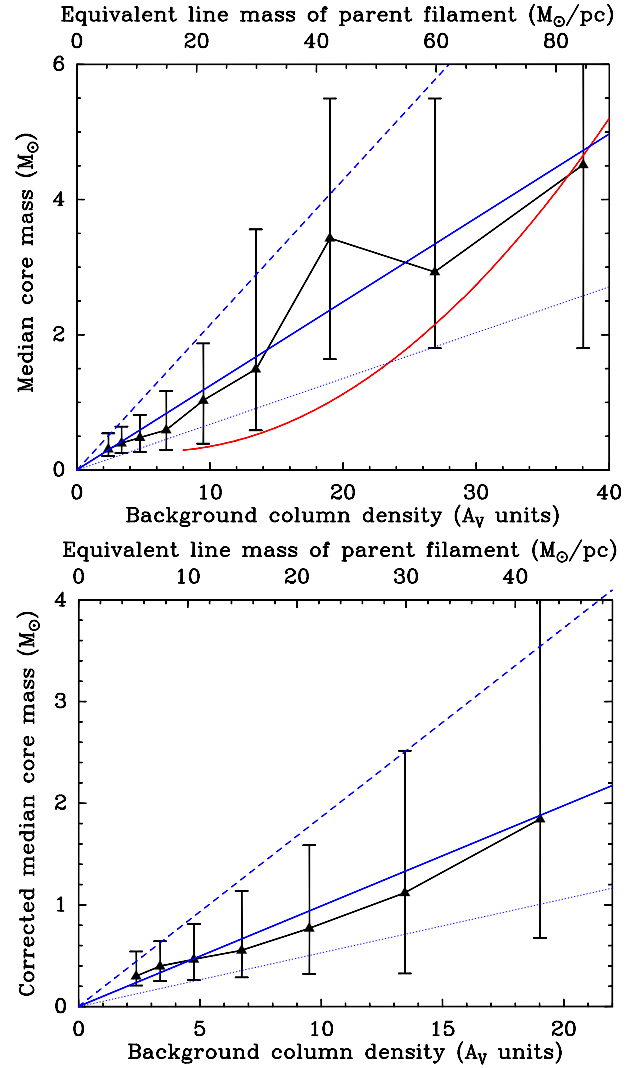 Equivalent line mass of parent filament (M☉/pc)
0 20 40 60 80
6
4
2
0
Median core mass (M☉)
0 10 20 30 40
Background column density (A_V units)
Equivalent line mass of parent filament (M☉/pc)
0 10 20 30 40
4
3
2
1
0
Corrected median core mass (M☉)
0 5 10 15 20
Background column density (A_V units)